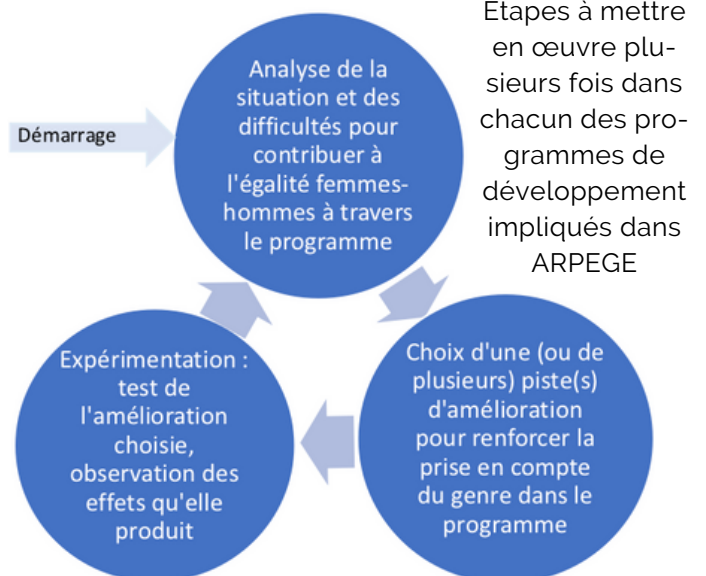 Étapes à mettre
en œuvre plu-
sieurs fois dans
chacun des pro-
grammes de
développement
impliqués dans
ARPEGE
Démarrage
Analyse de la
situation et des
difficultés pour
contribuer à
l'égalité femmes-
hommes à travers
le programme
Choix d'une (ou de
plusieurs) piste(s)
d'amélioration
pour renforcer la
prise en compte
du genre dans le
programme
Expérimentation :
test de
l'amélioration
choisie,
observation des
effets qu'elle
produit